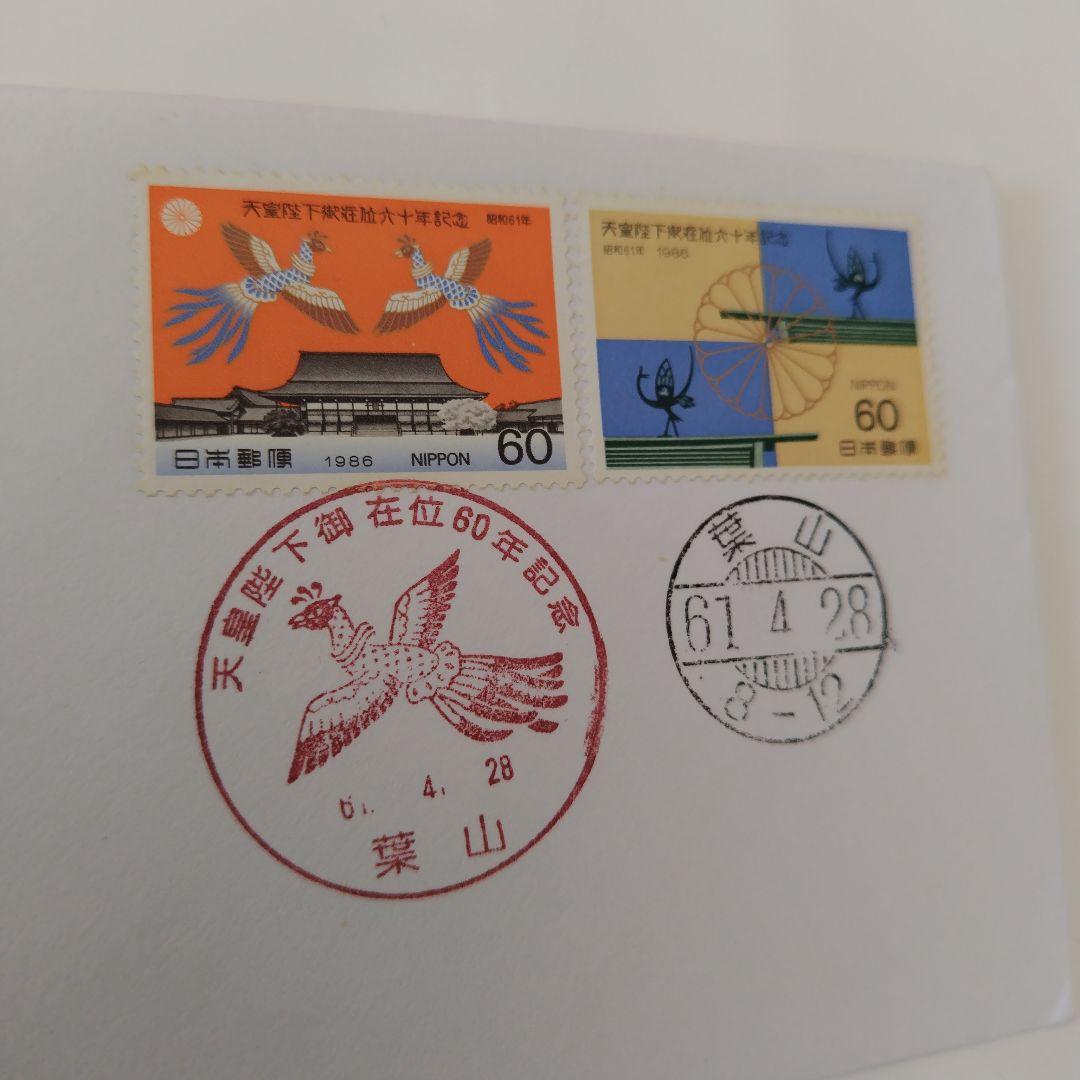 天皇陛下御在位六十年記念 昭和61年
日本郵便 1986 NIPPON 60
天皇陛下御在位六十年記念
昭和61年 1986
NIPPON
60
日本郵便
天皇陛下御在位60年記念
61. 4. 28
葉山
葉山
61 4 28
8-12